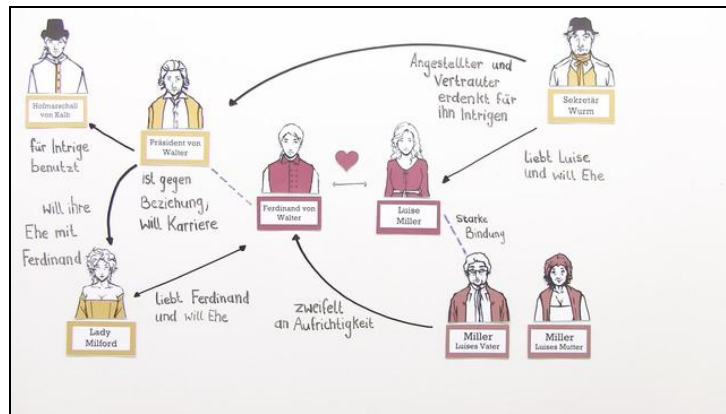 Hofmarschall
von Kalb
für Intrige
benutzt
Präsident von
Walter
ist gegen
Beziehung,
will Karriere
will ihre
Ehe mit
Ferdinand
Lady
Milford
liebt Ferdinand
und will Ehe
Ferdinand von
Walter
Luise
Miller
Angestellter und
Vertrauter
erdenkt für
ihn Intrigen
Sekretär
Wurm
liebt Luise
und will Ehe
starke
Bindung
zweifelt
an Aufrichtigkeit
Miller
Luises Vater
Miller
Luises Mutter